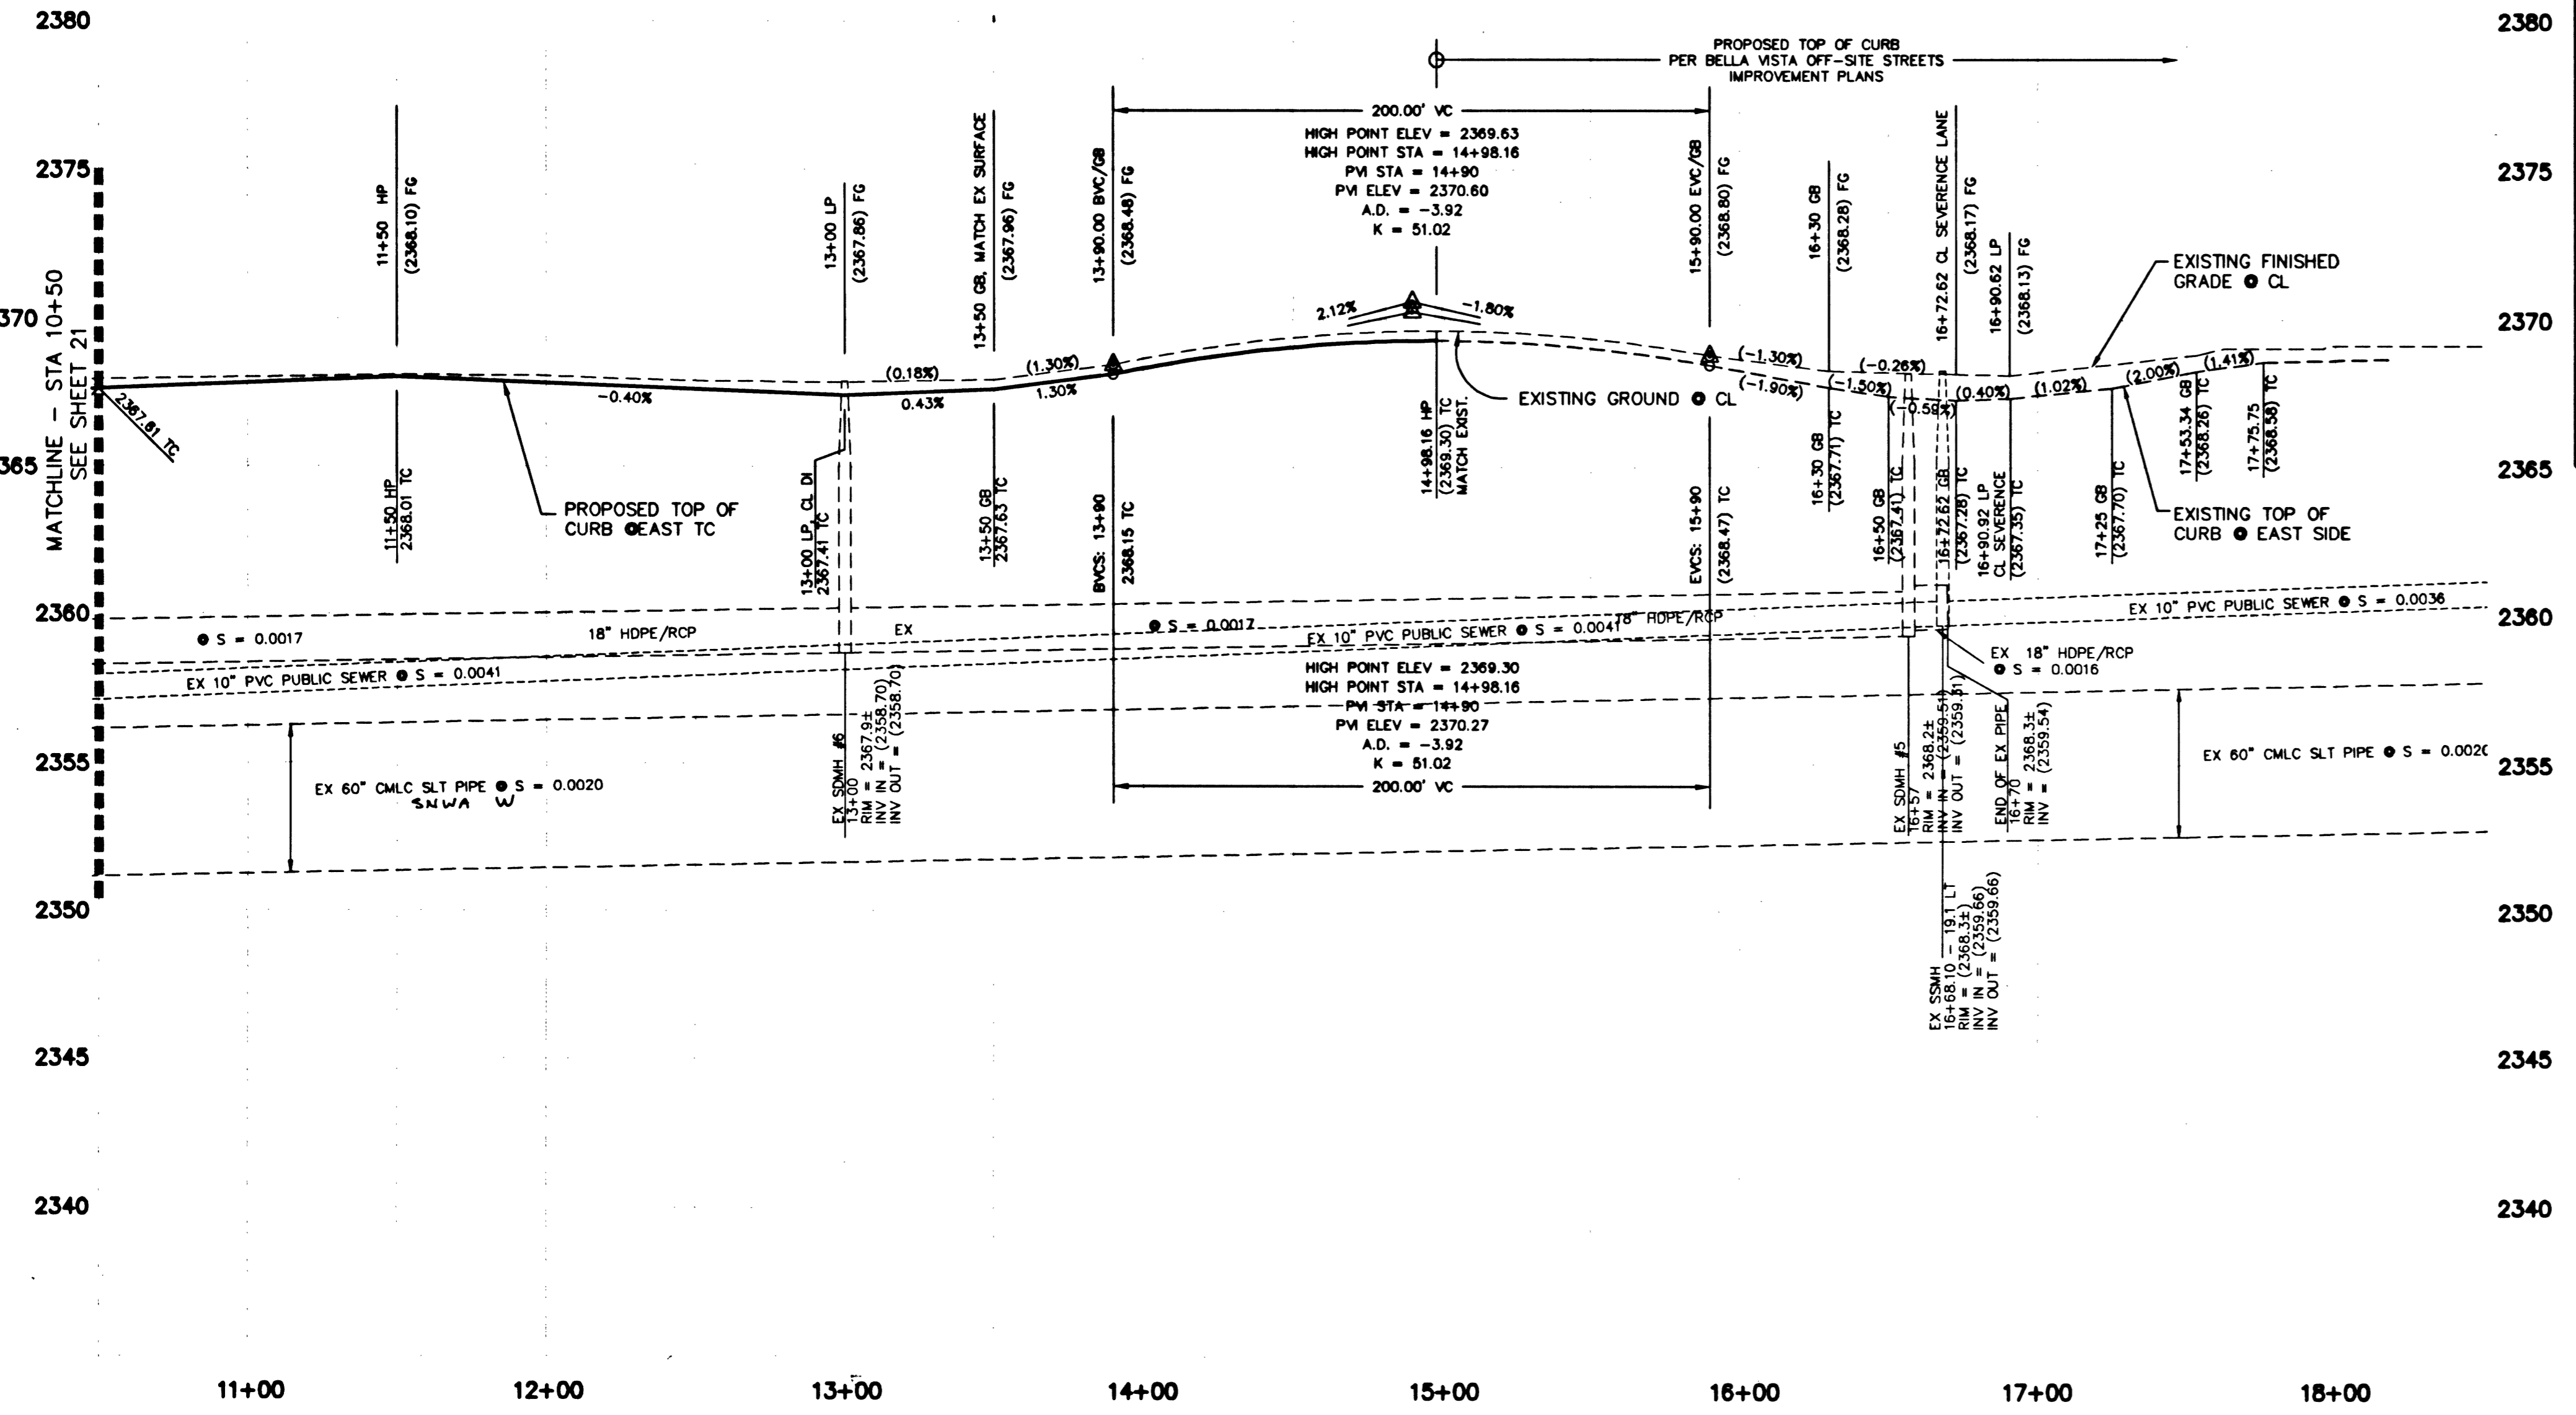 2380
2380
PROPOSED TOP OF CURB
PER BELLA VISTA OFF-SITE STREETS
IMPROVEMENT PLANS
200.00' VC
HIGH POINT ELEV = 2369.63
HIGH POINT STA = 14+98.16
PVI STA = 14+90
PVI ELEV = 2370.60
A.D. = -3.92
K = 51.02
2375
2375
11+50 HP
(2368.10) FG
13+00 LP
(2367.86) FG
13+50 GB, MATCH EX SURFACE
(2367.96) FG
13+90.00 BVC/GB
(2368.48) FG
15+90.00 EVC/GB
(2368.80) FG
16+30 GB
(2368.28) FG
16+72.62 CL SEVERENCE LANE
(2368.17) FG
16+90.62 LP
(2368.13) FG
EXISTING FINISHED
GRADE @ CL
MATCHLINE - STA 10+50
SEE SHEET 21
370
2370
2.12%
-1.80%
(0.18%)
(1.30%)
(-1.30%)
(-0.26%)
-0.40%
0.43%
1.30%
(-1.90%)
(-1.50%)
(-0.59%)
(0.40%)
(1.02%)
(2.00%)
(1.41%)
2367.61 TC
EXISTING GROUND @ CL
365
2365
11+50 HP
2368.01 TC
PROPOSED TOP OF
CURB @EAST TC
13+00 LP, CL DI
2367.41 TC
13+50 GB
2367.63 TC
BVCS: 13+90
2368.15 TC
14+98.16 HP
(2369.30) TC
MATCH EXIST.
EVCS: 15+90
(2368.47) TC
16+30 GB
(2367.71) TC
16+50 GB
(2367.41) TC
16+72.62 GB
(2367.28) TC
16+90.92 LP
CL SEVERENCE
(2367.35) TC
17+25 GB
(2367.70) TC
17+53.34 GB
(2368.26) TC
17+75.75
(2368.58) TC
EXISTING TOP OF
CURB @ EAST SIDE
2360
2360
@ S = 0.0017
18" HDPE/RCP
EX
@ S = 0.0017
18" HDPE/RCP
EX 10" PVC PUBLIC SEWER @ S = 0.0041
EX 10" PVC PUBLIC SEWER @ S = 0.0036
EX 10" PVC PUBLIC SEWER @ S = 0.0041
EX 18" HDPE/RCP
@ S = 0.0016
HIGH POINT ELEV = 2369.30
HIGH POINT STA = 14+98.16
PVI STA = 14+90
PVI ELEV = 2370.27
A.D. = -3.92
K = 51.02
200.00' VC
2355
2355
EX 60" CMLC SLT PIPE @ S = 0.0020
SNWA W
EX SDMH #6
13+00
RIM = 2367.9±
INV IN = (2358.70)
INV OUT = (2358.70)
EX SDMH #5
16+57
RIM = 2368.2±
INV IN = (2359.51)
INV OUT = (2359.31)
END OF EX PIPE
16+70
RIM = 2368.3±
INV = (2359.54)
EX 60" CMLC SLT PIPE @ S = 0.0020
2350
2350
EX SSMH
16+68.10 - 19.1 LT
RIM = (2368.3±)
INV IN = (2359.66)
INV OUT = (2359.66)
2345
2345
2340
2340
11+00
12+00
13+00
14+00
15+00
16+00
17+00
18+00